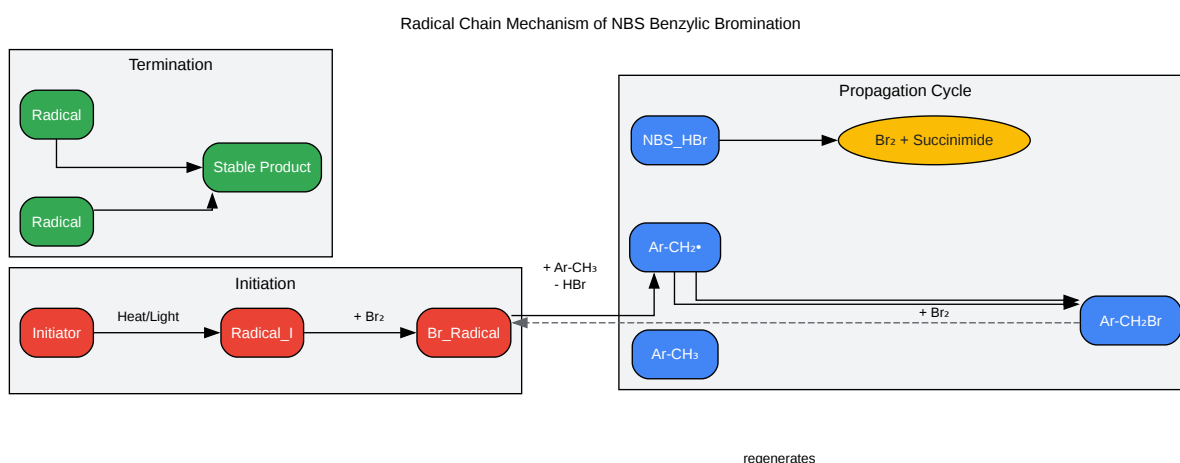 Radical Chain Mechanism of NBS Benzylic Bromination
Termination
Radical
Stable Product
Radical
Propagation Cycle
NBS_HBr
Br₂ + Succinimide
Ar-CH₂•
Ar-CH₂Br
Ar-CH₃
+ Br₂
+ Ar-CH₃
- HBr
Initiation
Initiator
Heat/Light
Radical_I
+ Br₂
Br_Radical
regenerates